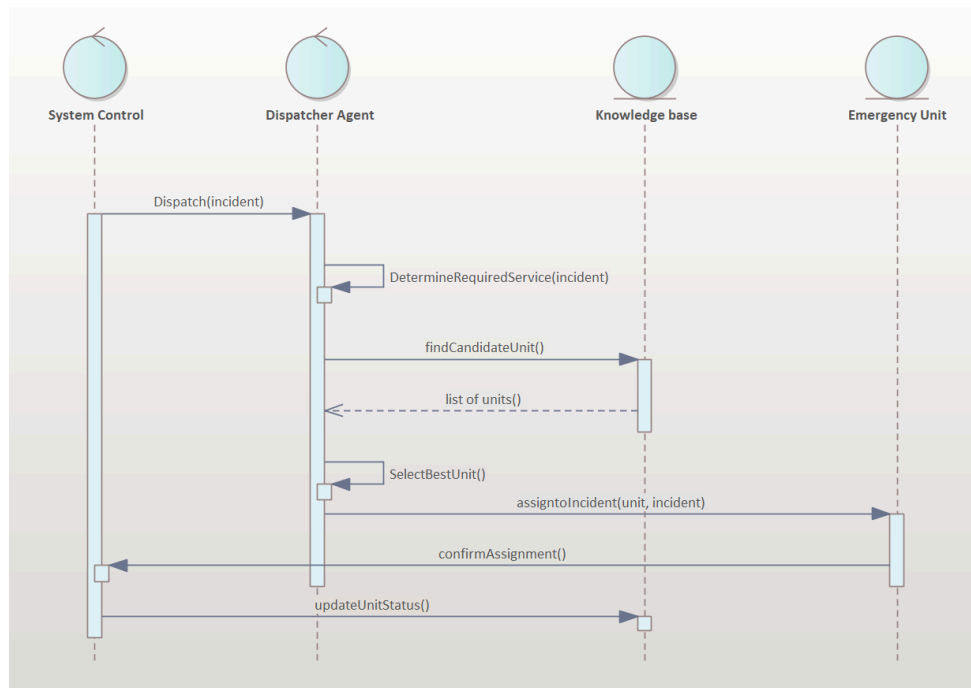 System Control
Dispatcher Agent
Knowledge base
Emergency Unit
Dispatch(incident)
DetermineRequiredService(incident)
findCandidateUnit()
list of units()
SelectBestUnit()
assigntoIncident(unit, incident)
confirmAssignment()
updateUnitStatus()